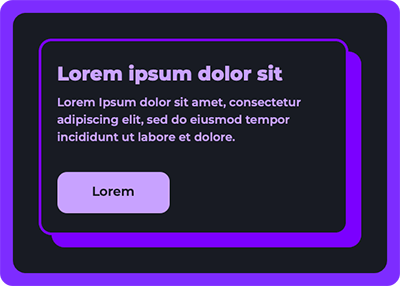 Lorem ipsum dolor sit
Lorem Ipsum dolor sit amet, consectetur
adipiscing elit, sed do eiusmod tempor
incididunt ut labore et dolore.
Lorem